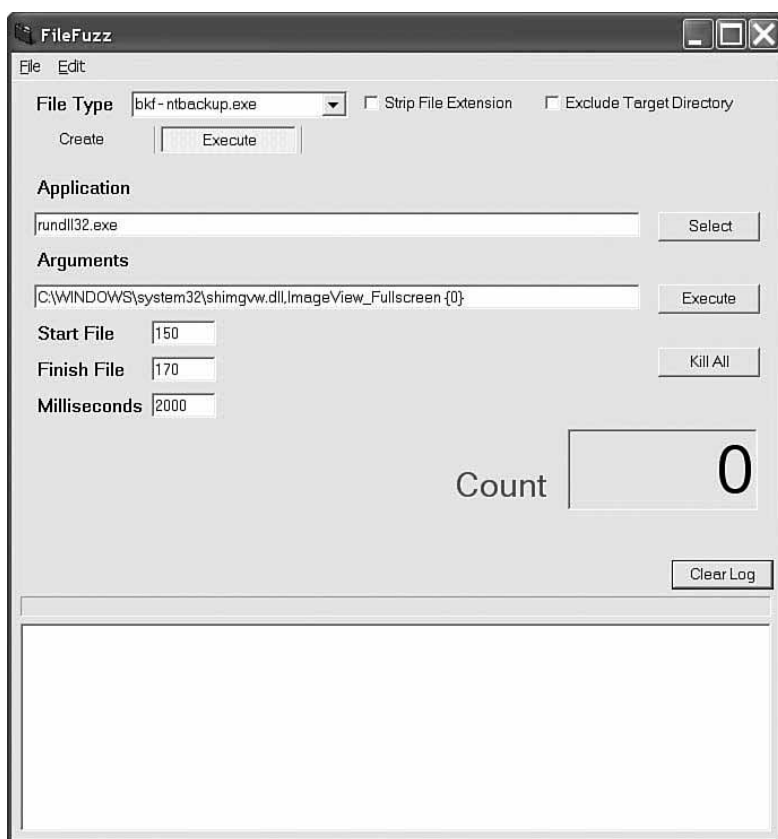 FileFuzz
File Edit
File Type bkf - ntbackup.exe Strip File Extension Exclude Target Directory
Create Execute
Application
rundll32.exe Select
Arguments
C:\WINDOWS\system32\shimgvw.dll,ImageView_Fullscreen {0} Execute
Start File 150
Finish File 170 Kill All
Milliseconds 2000
Count 0
Clear Log